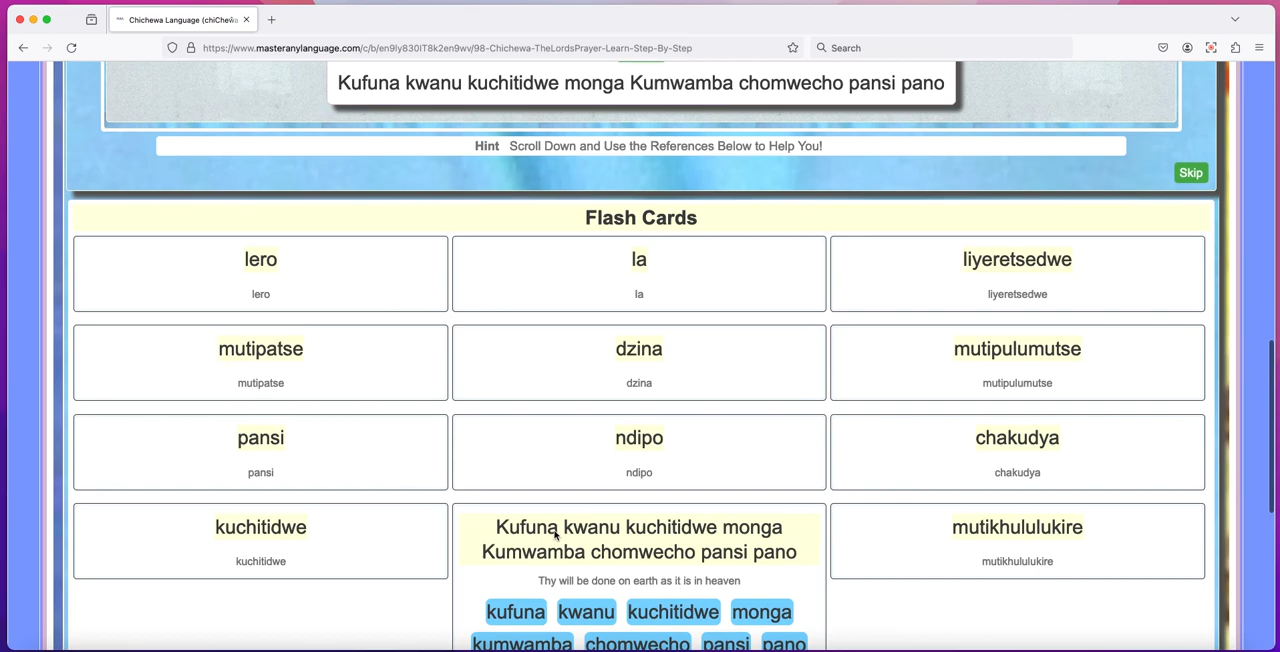 Chichewa Language (chiChewa
https://www.masteranylanguage.com/c/b/en9Iy830IT8k2en9wv/98-Chichewa-TheLordsPrayer-Learn-Step-By-Step
Search
Kufuna kwanu kuchitidwe monga Kumwamba chomwecho pansi pano
Hint Scroll Down and Use the References Below to Help You!
Skip
Flash Cards
lero
la
liyeretsedwe
lero
la
liyeretsedwe
mutipatse
dzina
mutipulumutse
mutipatse
dzina
mutipulumutse
pansi
ndipo
chakudya
pansi
ndipo
chakudya
kuchitidwe
Kufuna kwanu kuchitidwe monga
Kumwamba chomwecho pansi pano
mutikhululukire
kuchitidwe
Thy will be done on earth as it is in heaven
mutikhululukire
kufuna kwanu kuchitidwe monga
kumwamba chomwecho pansi pano